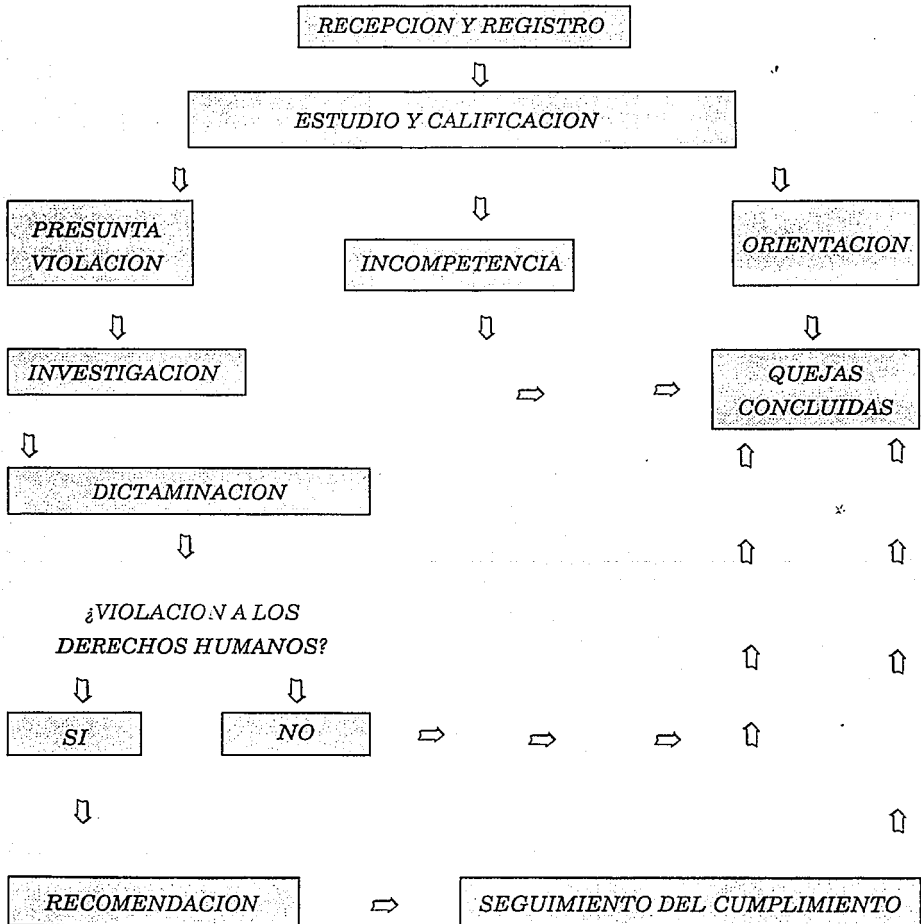 RECEPCION Y REGISTRO
ESTUDIO Y CALIFICACION
PRESUNTA
VIOLACION
INCOMPETENCIA
ORIENTACION
INVESTIGACION
QUEJAS
CONCLUIDAS
DICTAMINACION
¿VIOLACION A LOS
DERECHOS HUMANOS?
SI
NO
RECOMENDACION
SEGUIMIENTO DEL CUMPLIMIENTO